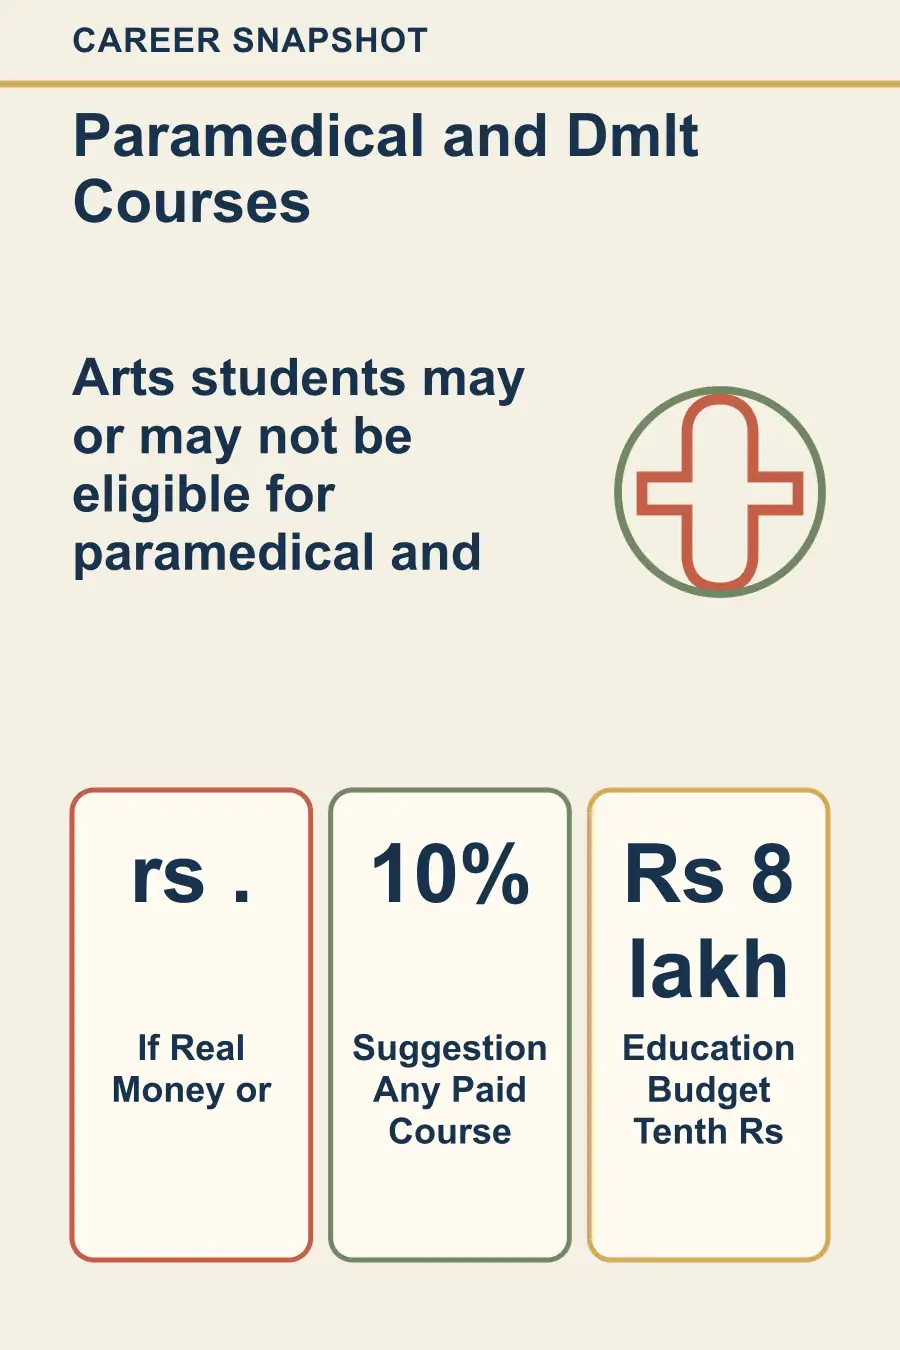 CAREER SNAPSHOT
Paramedical and Dmlt
Courses
Arts students may
or may not be
eligible for
paramedical and
rs .
If Real
Money or
10%
Suggestion
Any Paid
Course
Rs 8
lakh
Education
Budget
Tenth Rs